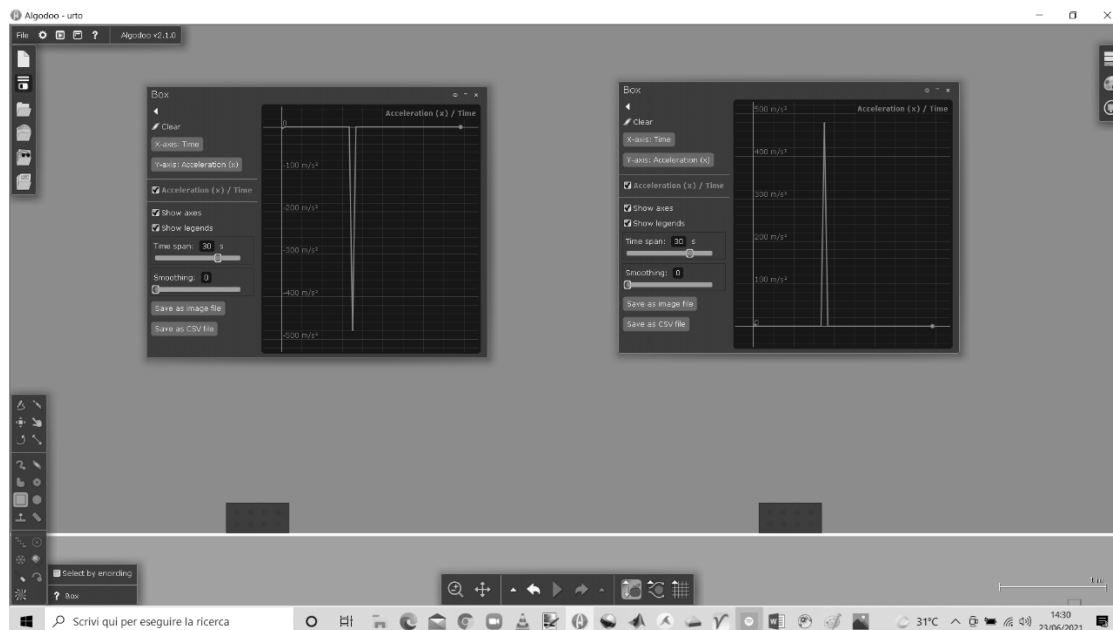 Algodoo - urto
File ? Algodoo v2.1.0
Box
Clear
X-axis: Time
Y-axis: Acceleration (x)
Acceleration (x) / Time
Show axes
Show legends
Time span: 30 s
Smoothing: 0
Save as image file
Save as CSV file
Acceleration (x) / Time
0
-100 m/s²
-200 m/s²
-300 m/s²
-400 m/s²
-500 m/s²
Box
Clear
X-axis: Time
Y-axis: Acceleration (x)
Acceleration (x) / Time
Show axes
Show legends
Time span: 30 s
Smoothing: 0
Save as image file
Save as CSV file
Acceleration (x) / Time
500 m/s²
400 m/s²
300 m/s²
200 m/s²
100 m/s²
0
Select by encirding
? Box
Scrivi qui per eseguire la ricerca
31°C
14:30
23/06/2021